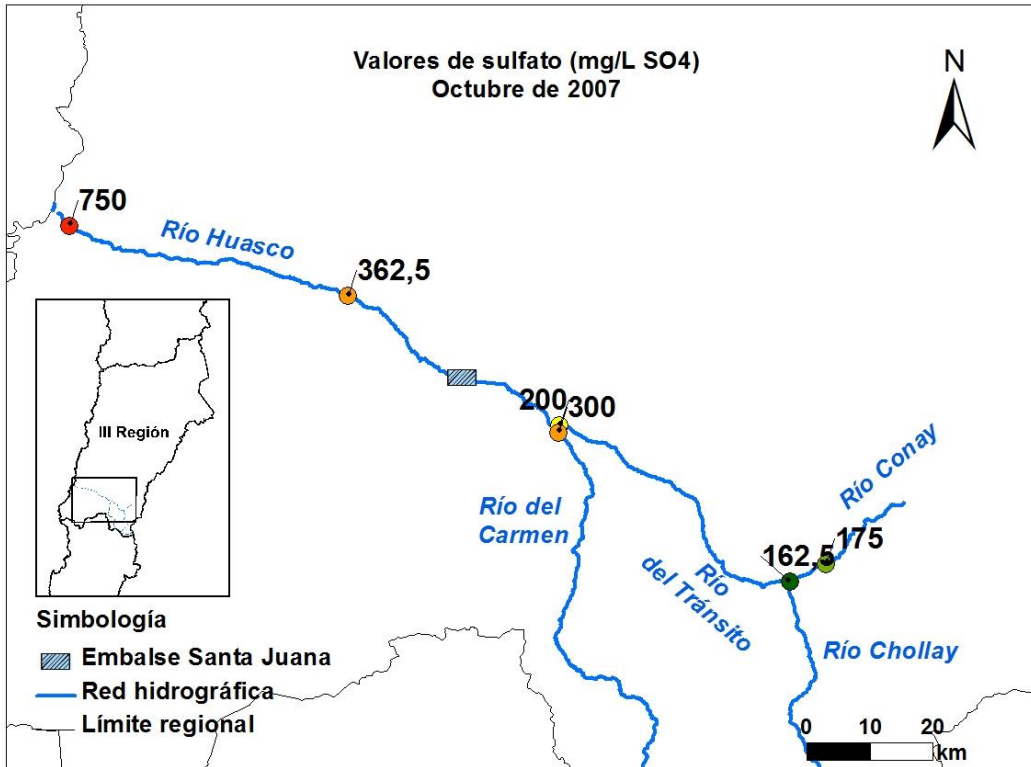 Valores de sulfato (mg/L SO4)
Octubre de 2007
N
750
Río Huasco
362,5
200
300
III Región
Río del
Carmen
Río Conay
175
162,5
Río
del Tránsito
Río Chollay
Simbología
Embalse Santa Juana
Red hidrográfica
Límite regional
0 10 20
km